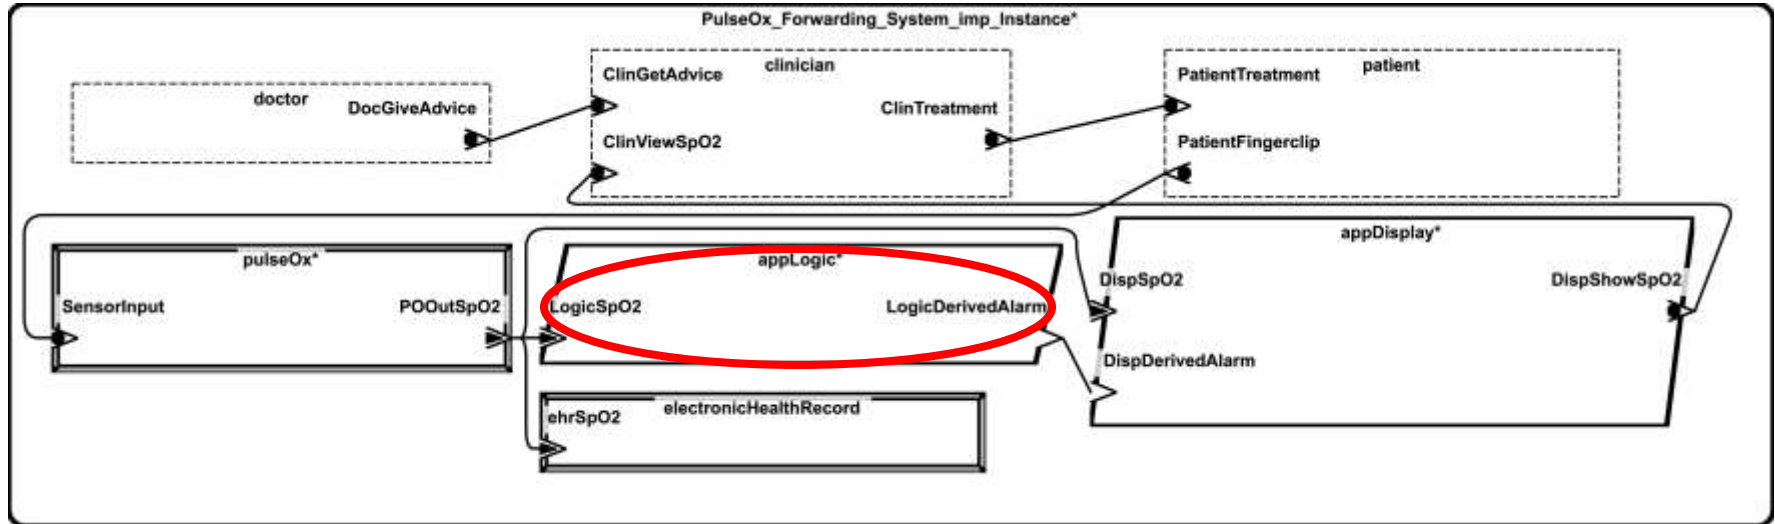 PulseOx_Forwarding_System_imp_Instance*
doctor
DocGiveAdvice
clinician
ClinGetAdvice
ClinTreatment
ClinViewSpO2
patient
PatientTreatment
PatientFingerclip
pulseOx*
SensorInput
POOutSpO2
appLogic*
LogicSpO2
LogicDerivedAlarm
appDisplay*
DispSpO2
DispShowSpO2
DispDerivedAlarm
electronicHealthRecord
ehrSpO2